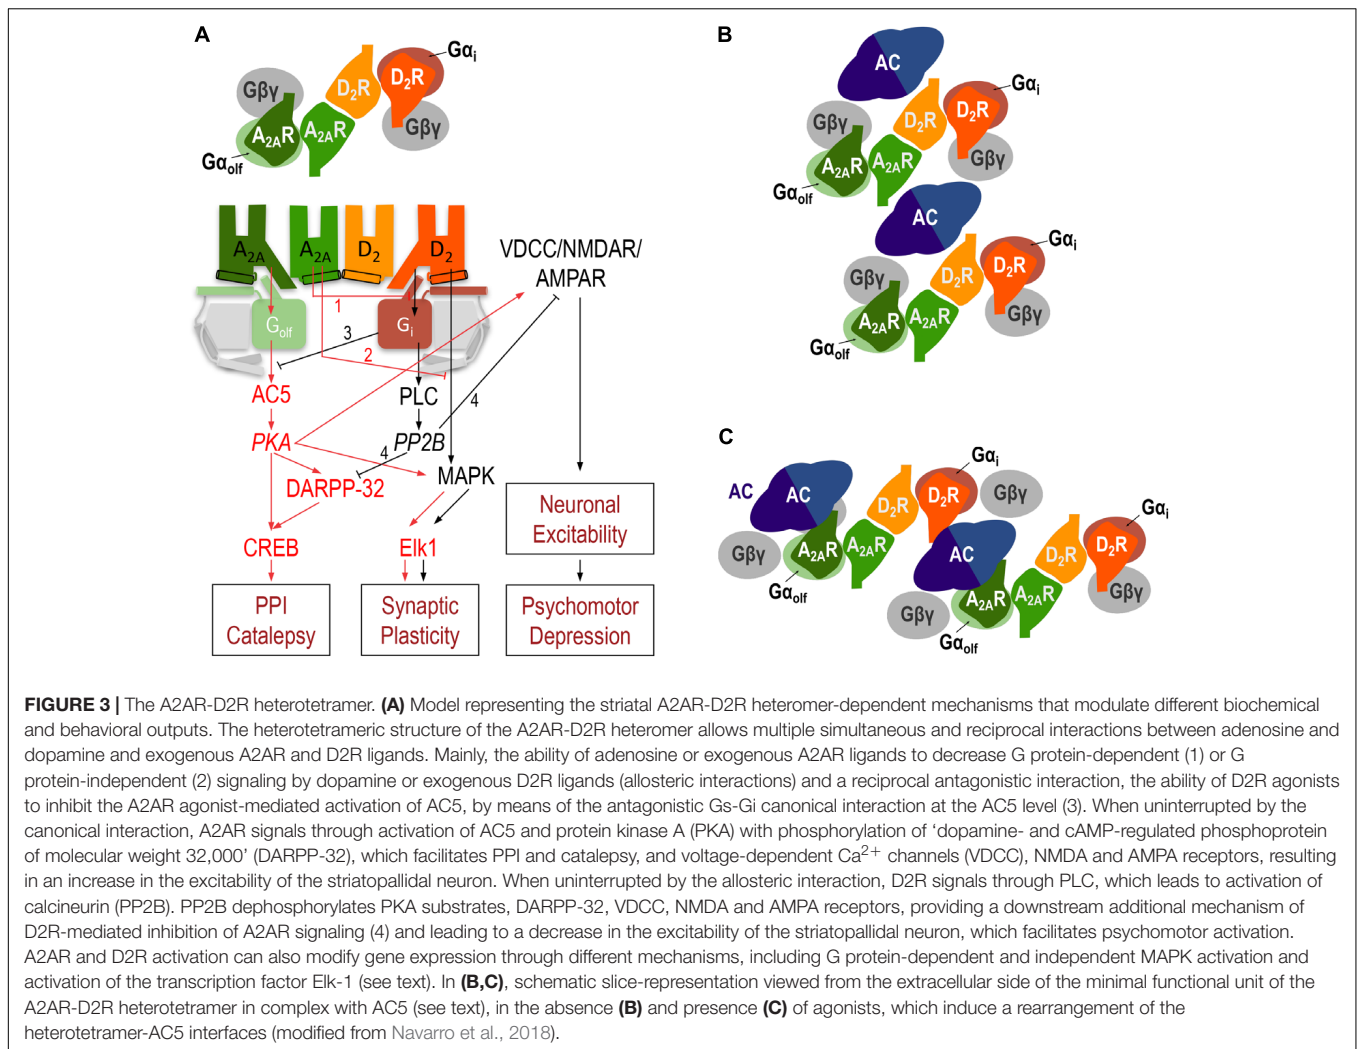 A
Gαi
Gβγ
D2R
D2R
A2AR
A2AR
Gβγ
Gαolf
A2A
A2A
D2
D2
VDCC/NMDAR/
AMPAR
1
Golf
Gi
3
2
AC5
PLC
4
PKA
PP2B
4
DARPP-32
MAPK
Neuronal
Excitability
CREB
Elk1
PPI
Catalepsy
Synaptic
Plasticity
Psychomotor
Depression
B
AC
Gαi
D2R
D2R
Gβγ
A2AR
A2AR
Gβγ
Gαolf
AC
Gαi
D2R
D2R
Gβγ
A2AR
A2AR
Gβγ
Gαolf
C
Gαi
AC
AC
D2R
D2R
Gβγ
Gαi
Gβγ
A2AR
A2AR
AC
D2R
D2R
Gαolf
Gβγ
A2AR
A2AR
Gβγ
Gαolf
FIGURE 3 | The A2AR-D2R heterotetramer. (A) Model representing the striatal A2AR-D2R heteromer-dependent mechanisms that modulate different biochemical
and behavioral outputs. The heterotetrameric structure of the A2AR-D2R heteromer allows multiple simultaneous and reciprocal interactions between adenosine and
dopamine and exogenous A2AR and D2R ligands. Mainly, the ability of adenosine or exogenous A2AR ligands to decrease G protein-dependent (1) or G
protein-independent (2) signaling by dopamine or exogenous D2R ligands (allosteric interactions) and a reciprocal antagonistic interaction, the ability of D2R agonists
to inhibit the A2AR agonist-mediated activation of AC5, by means of the antagonistic Gs-Gi canonical interaction at the AC5 level (3). When uninterrupted by the
canonical interaction, A2AR signals through activation of AC5 and protein kinase A (PKA) with phosphorylation of ‘dopamine- and cAMP-regulated phosphoprotein
of molecular weight 32,000’ (DARPP-32), which facilitates PPI and catalepsy, and voltage-dependent Ca2+ channels (VDCC), NMDA and AMPA receptors, resulting
in an increase in the excitability of the striatopallidal neuron. When uninterrupted by the allosteric interaction, D2R signals through PLC, which leads to activation of
calcineurin (PP2B). PP2B dephosphorylates PKA substrates, DARPP-32, VDCC, NMDA and AMPA receptors, providing a downstream additional mechanism of
D2R-mediated inhibition of A2AR signaling (4) and leading to a decrease in the excitability of the striatopallidal neuron, which facilitates psychomotor activation.
A2AR and D2R activation can also modify gene expression through different mechanisms, including G protein-dependent and independent MAPK activation and
activation of the transcription factor Elk-1 (see text). In (B,C), schematic slice-representation viewed from the extracellular side of the minimal functional unit of the
A2AR-D2R heterotetramer in complex with AC5 (see text), in the absence (B) and presence (C) of agonists, which induce a rearrangement of the
heterotetramer-AC5 interfaces (modified from Navarro et al., 2018).